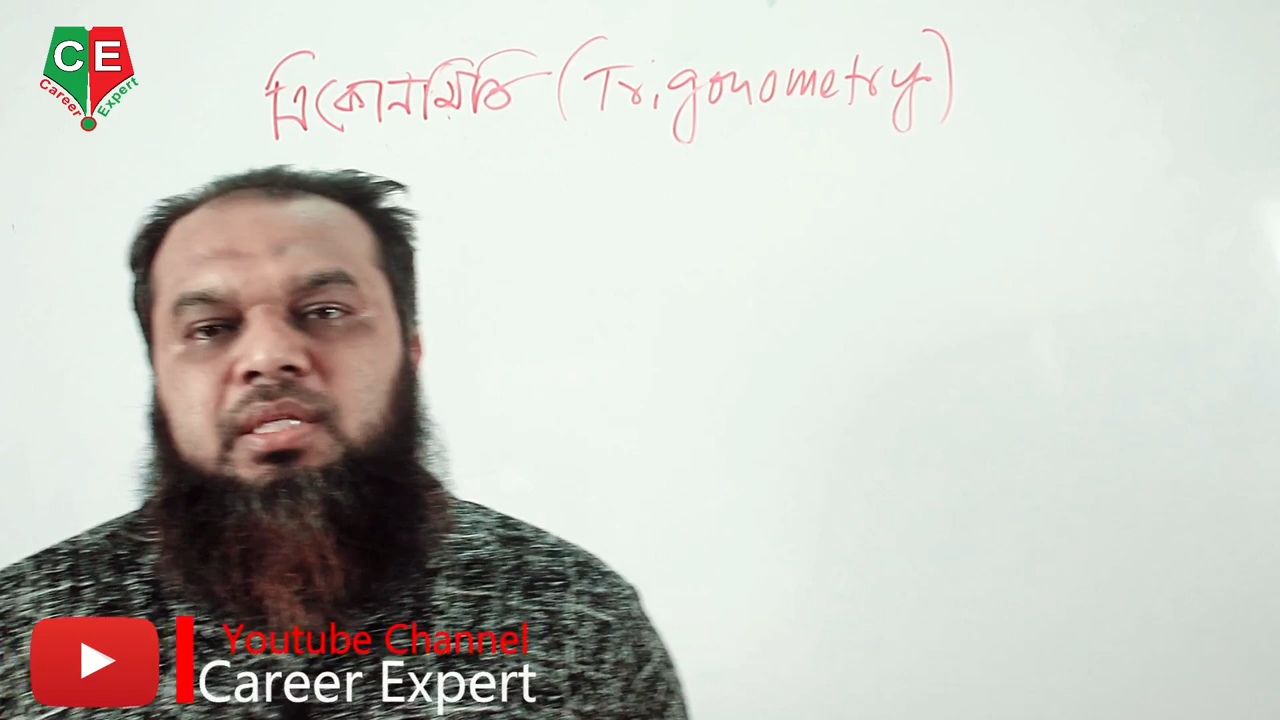 CE
Career Expert
ত্রিকোনমিতি (Trigonometry)
Youtube Channel
Career Expert